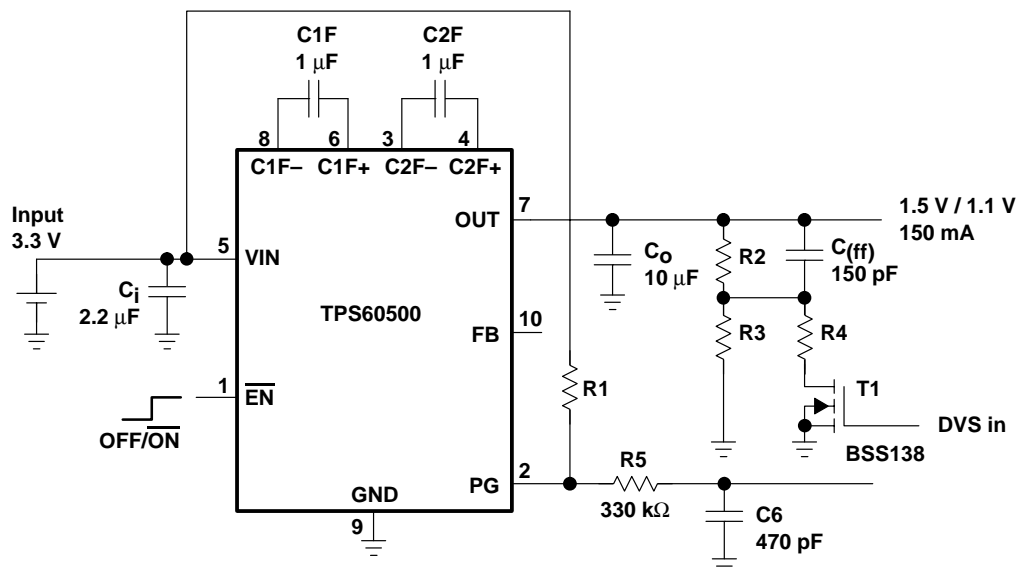 C1F
1 μF
C2F
1 μF
8
6
3
4
C1F–
C1F+
C2F–
C2F+
Input
3.3 V
5
VIN
OUT
7
1.5 V / 1.1 V
150 mA
Ci
2.2 μF
TPS60500
Co
10 μF
R2
C(ff)
150 pF
FB
10
R3
R4
1
EN
OFF/ON
R1
T1
DVS in
BSS138
PG
2
R5
330 kΩ
GND
9
C6
470 pF